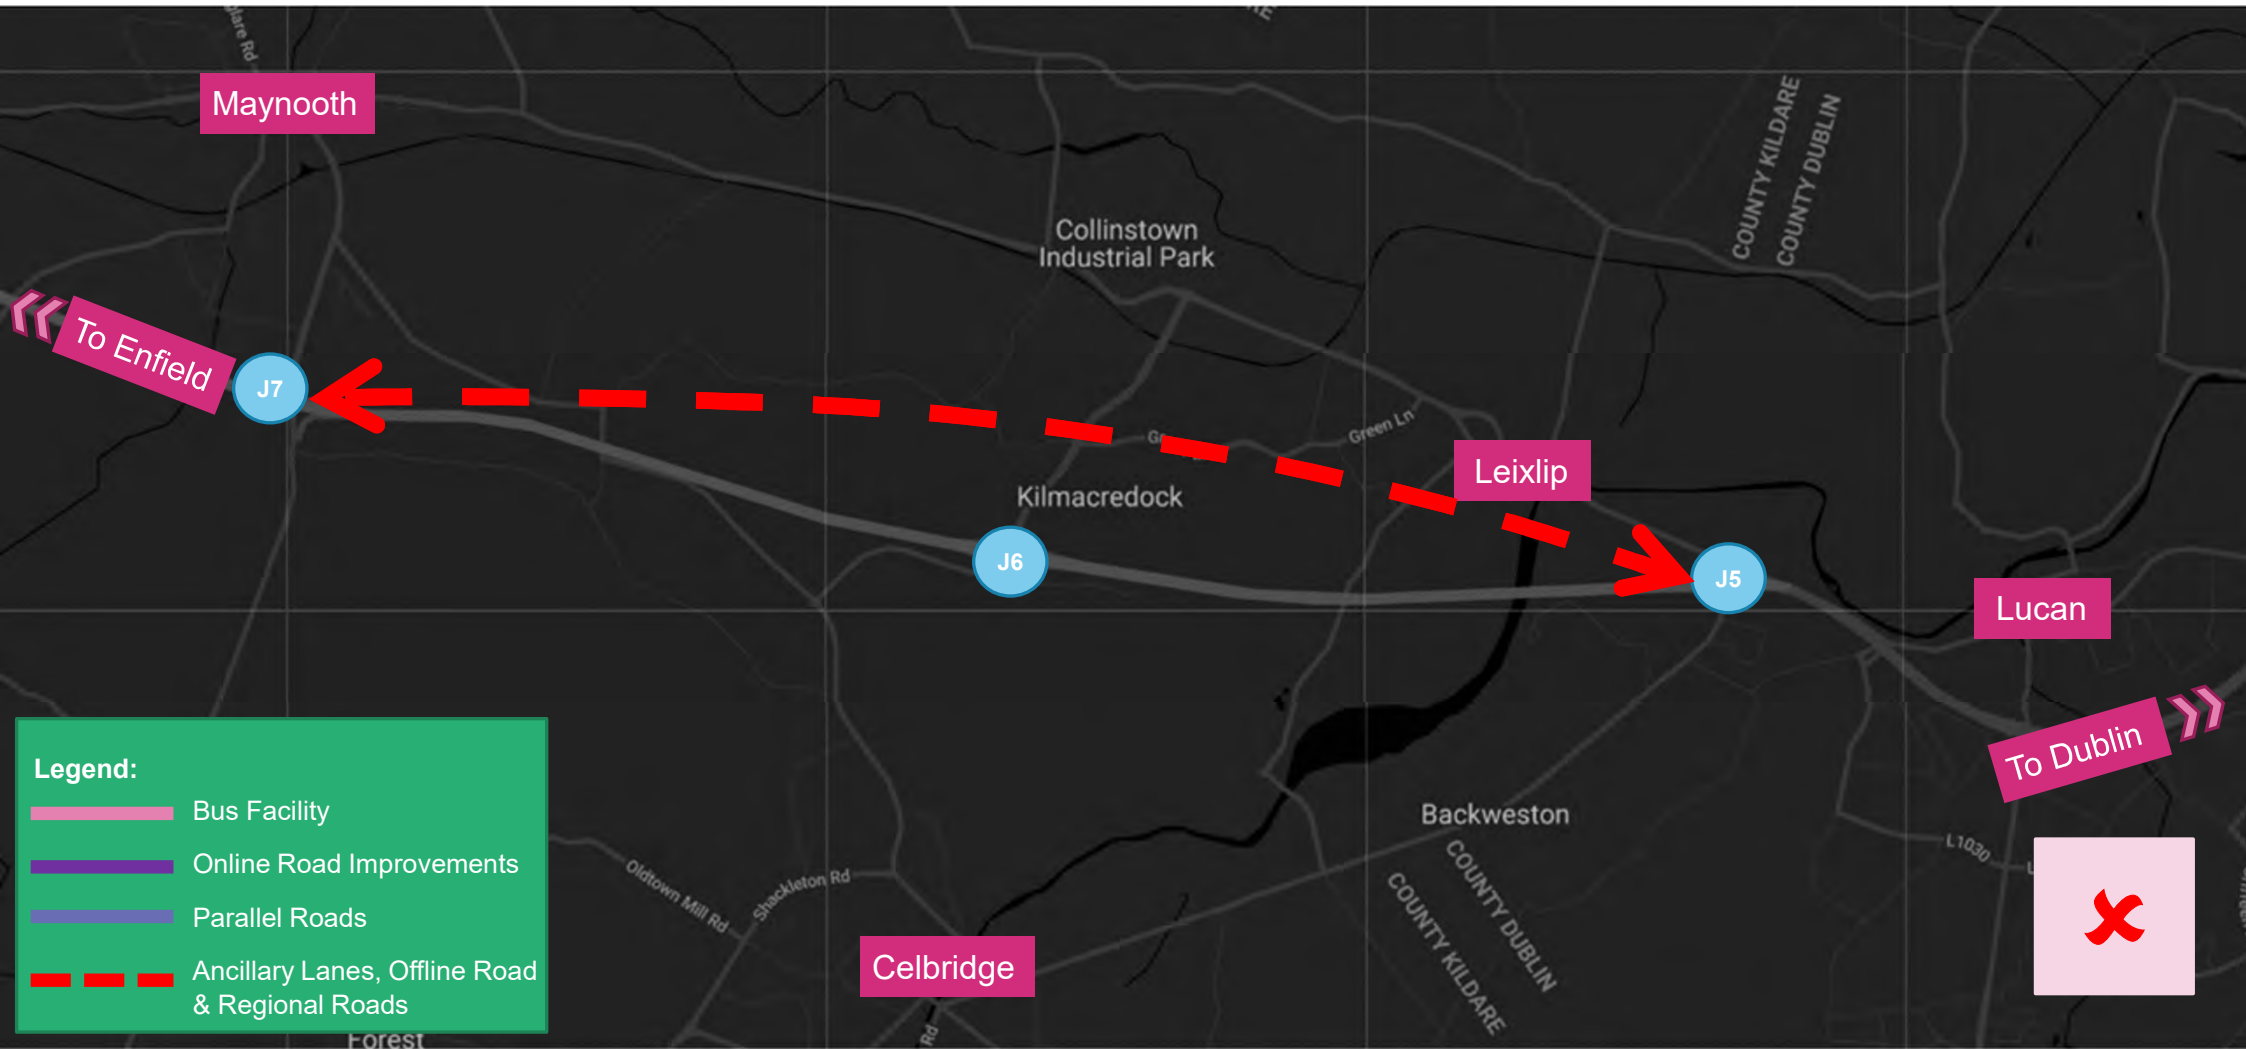 Maynooth
Collinstown
Industrial Park
COUNTY KILDARE
COUNTY DUBLIN
To Enfield
J7
Green Ln
Leixlip
Kilmacredock
J6
J5
Lucan
To Dublin
Legend:
Bus Facility
Online Road Improvements
Parallel Roads
Ancillary Lanes, Offline Road
& Regional Roads
Backweston
COUNTY DUBLIN
COUNTY KILDARE
L1030
Oldtown Mill Rd
Shackleton Rd
Celbridge
Rd
Forest